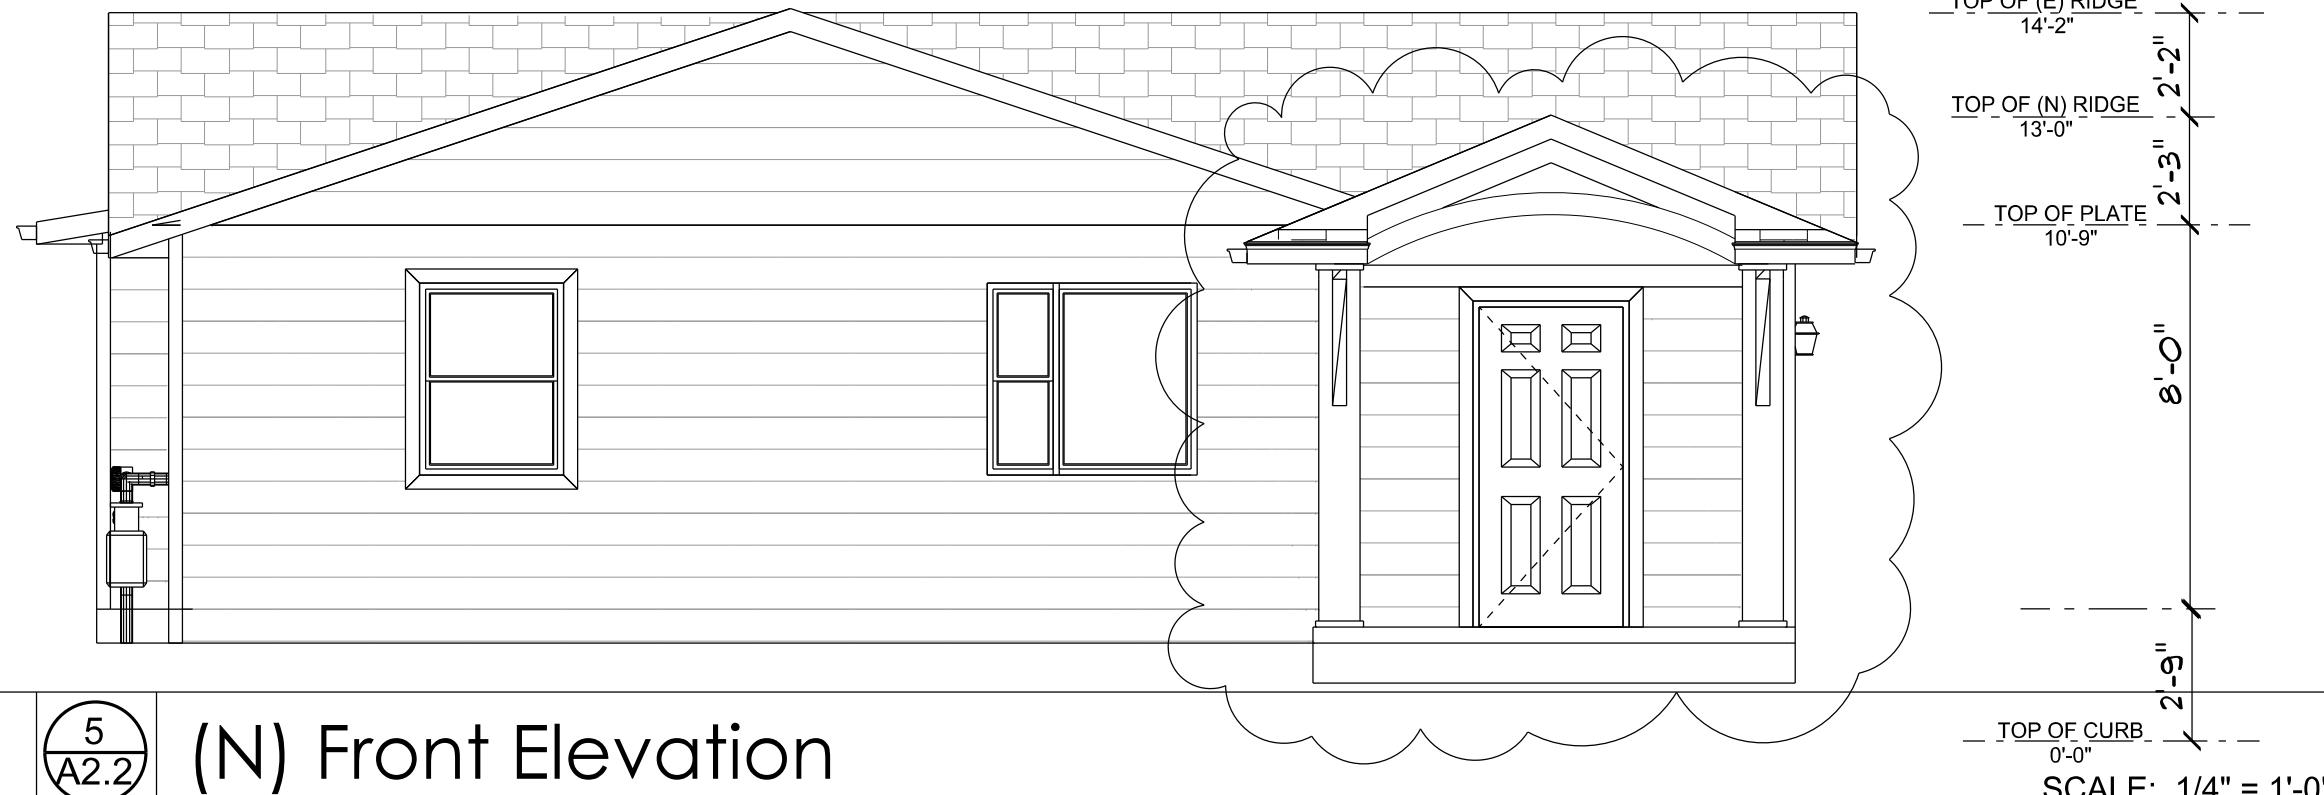 TOP OF (E) RIDGE
14'-2"
2'-2"
TOP OF (N) RIDGE
13'-0"
2'-3"
TOP OF PLATE
10'-9"
8'-0"
2'-9"
TOP OF CURB
0'-0"
5
A2.2
(N) Front Elevation
SCALE: 1/4" = 1'-0"